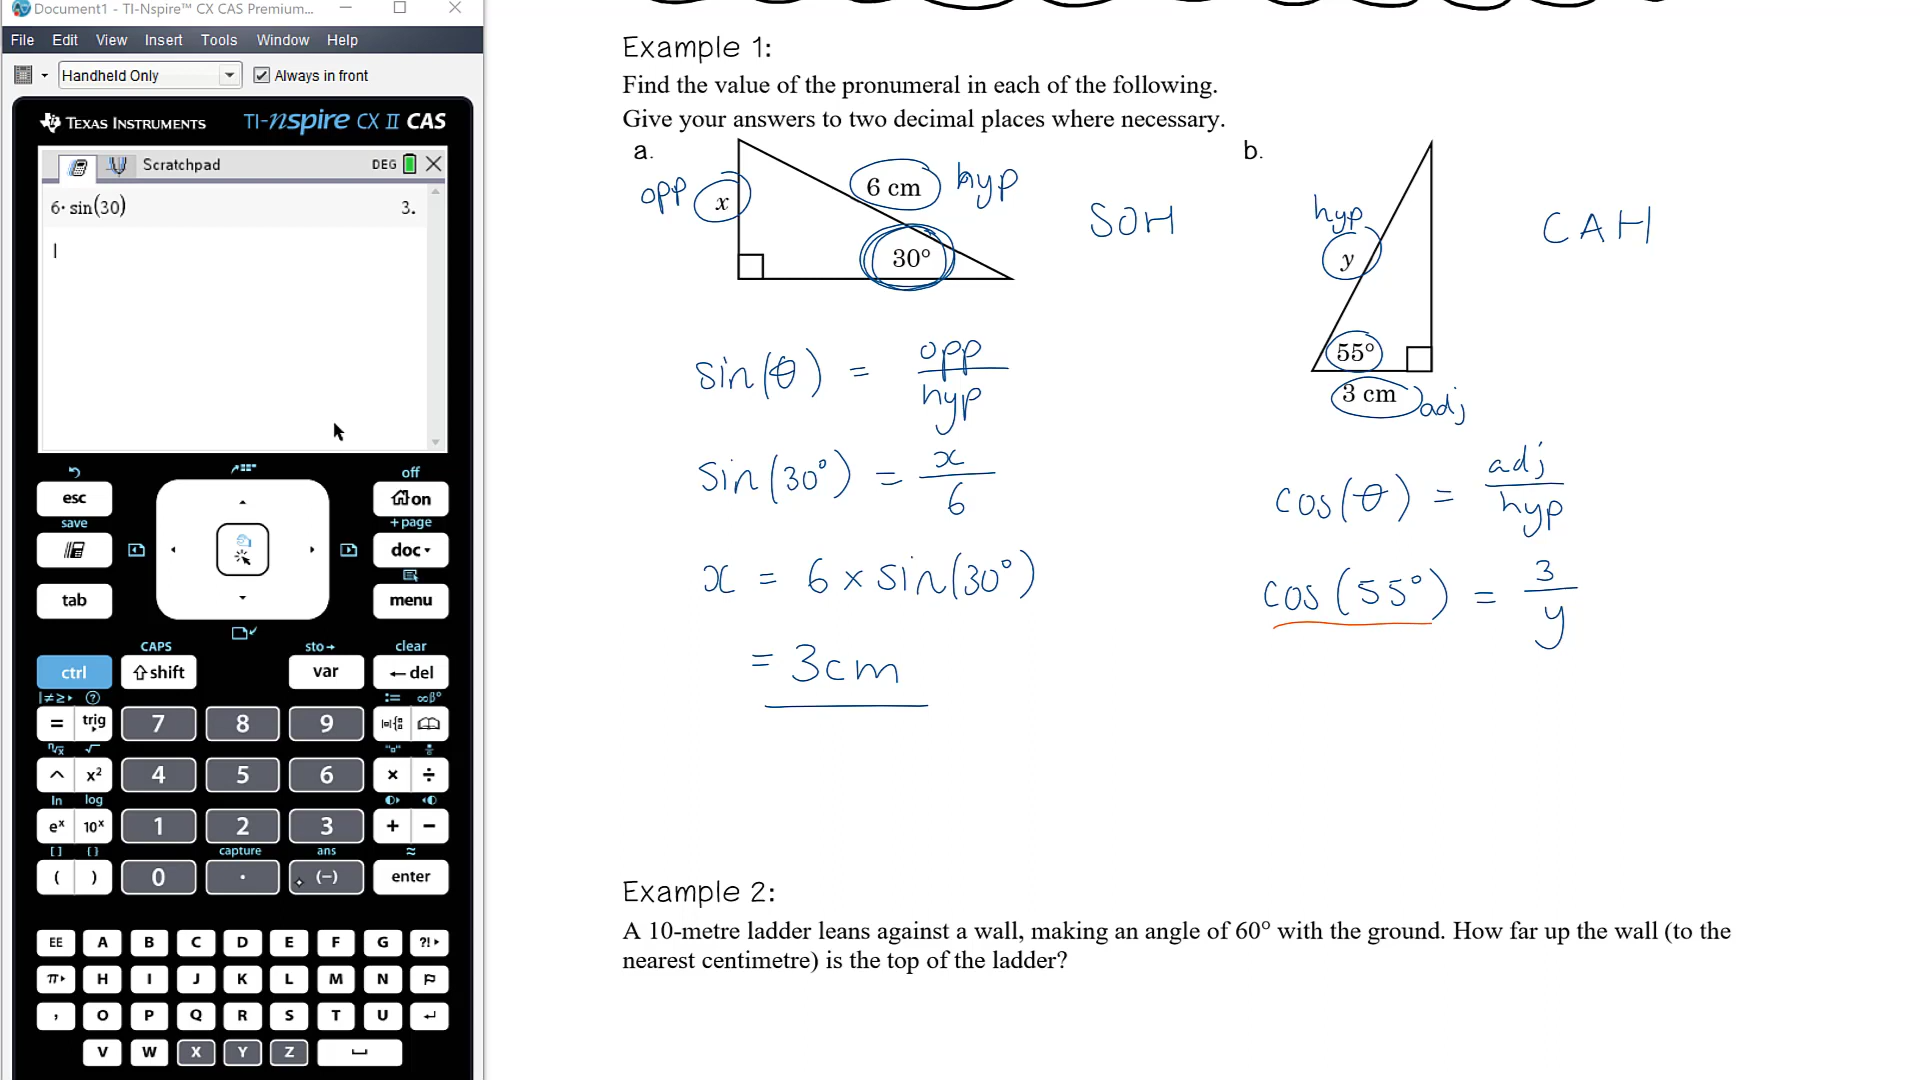 Document1 - TI-Nspire™ CX CAS Premium...
File Edit View Insert Tools Window Help
Handheld Only Always in front
TEXAS INSTRUMENTS TI-nspire CX II CAS
Scratchpad DEG
6·sin(30) 3.
off
esc on
save +page
doc
tab menu
CAPS sto→ clear
ctrl shift var ←del
|≠≥▸ ? := ∞β°
= trig 7 8 9
ⁿ√x √
^ x² 4 5 6 × ÷
ln log
eˣ 10ˣ 1 2 3 + −
[ ] { } capture ans ≈
( ) 0 . (−) enter
EE A B C D E F G ?!▸
π▸ H I J K L M N
, O P Q R S T U ↵
V W X Y Z
Example 1:
Find the value of the pronumeral in each of the following.
Give your answers to two decimal places where necessary.
a.
opp x 6 cm hyp
30°
SOH
sin(θ) = opp/hyp
sin(30°) = x/6
x = 6 × sin(30°)
= 3cm
b.
hyp
y
55°
3 cm adj
CAH
cos(θ) = adj/hyp
cos(55°) = 3/y
Example 2:
A 10-metre ladder leans against a wall, making an angle of 60° with the ground. How far up the wall (to the
nearest centimetre) is the top of the ladder?